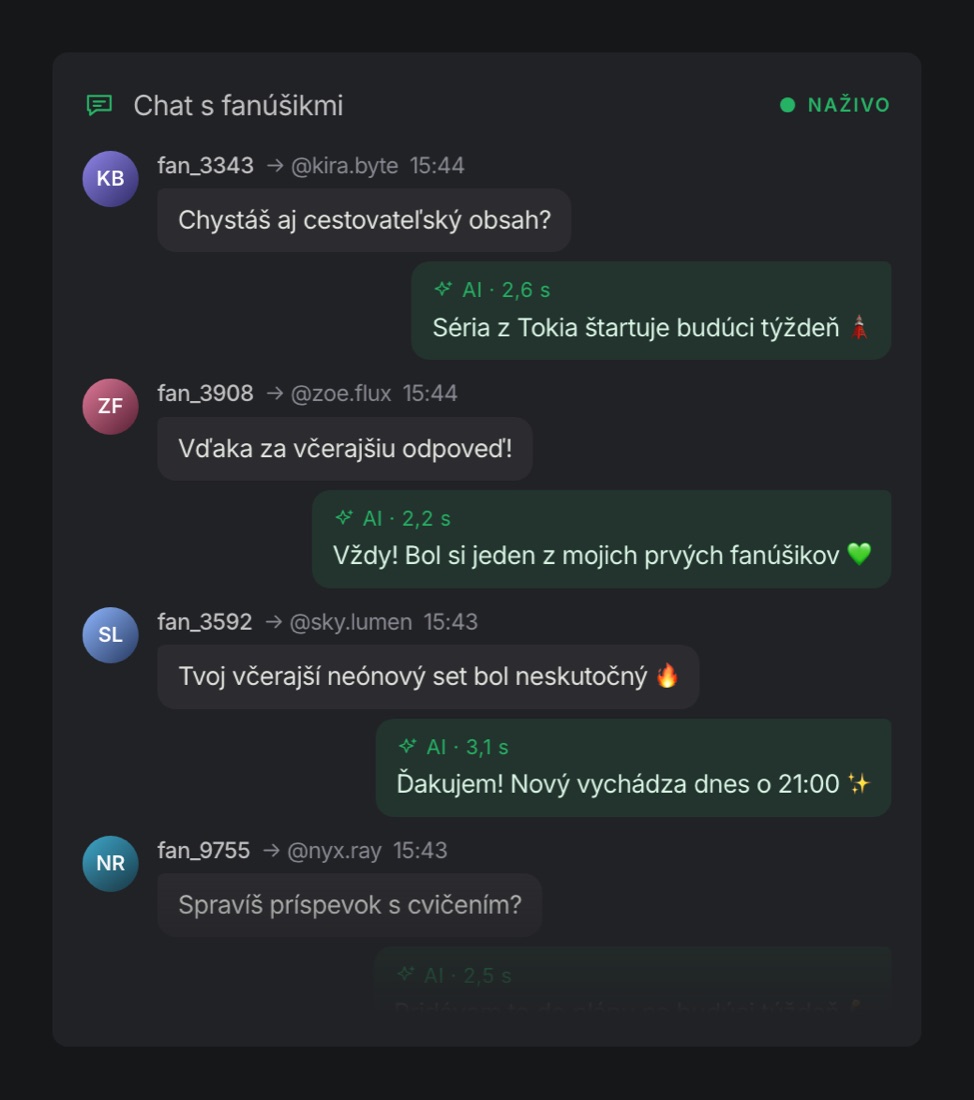 Chat s fanúšikmi
NAŽIVO
KB
fan_3343 → @kira.byte 15:44
Chystáš aj cestovateľský obsah?
AI · 2,6 s
Séria z Tokia štartuje budúci týždeň 🗼
ZF
fan_3908 → @zoe.flux 15:44
Vďaka za včerajšiu odpoveď!
AI · 2,2 s
Vždy! Bol si jeden z mojich prvých fanúšikov 💚
SL
fan_3592 → @sky.lumen 15:43
Tvoj včerajší neónový set bol neskutočný 🔥
AI · 3,1 s
Ďakujem! Nový vychádza dnes o 21:00 ✨
NR
fan_9755 → @nyx.ray 15:43
Spravíš príspevok s cvičením?
AI · 2,5 s